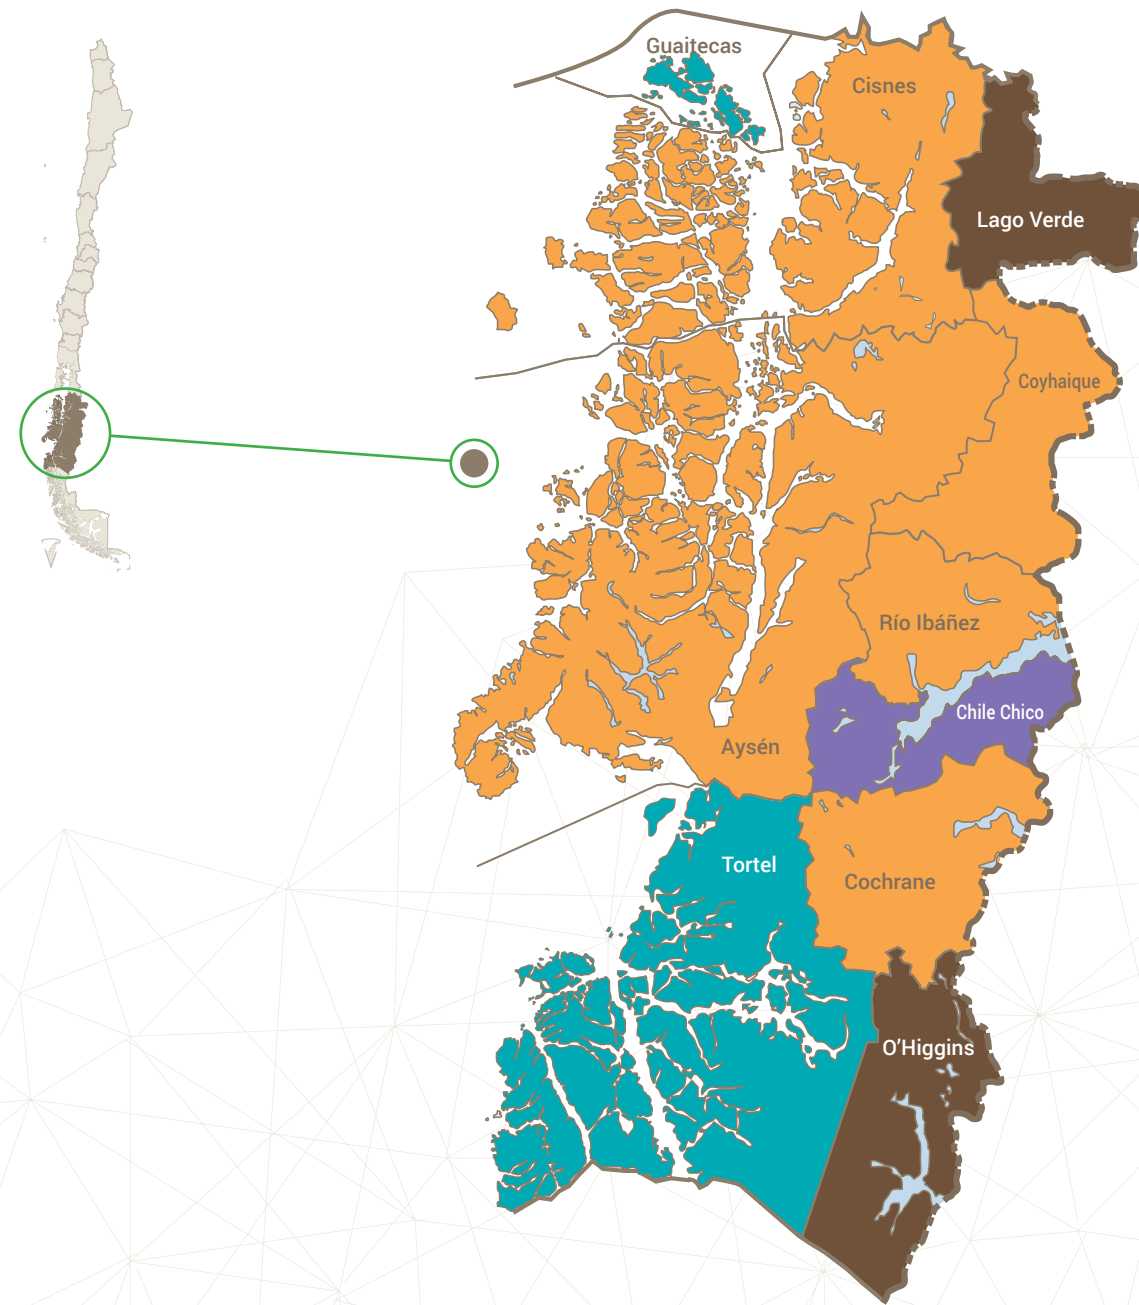 Guaitecas
Cisnes
Lago Verde
Coyhaique
Río Ibáñez
Chile Chico
Aysén
Tortel
Cochrane
O'Higgins